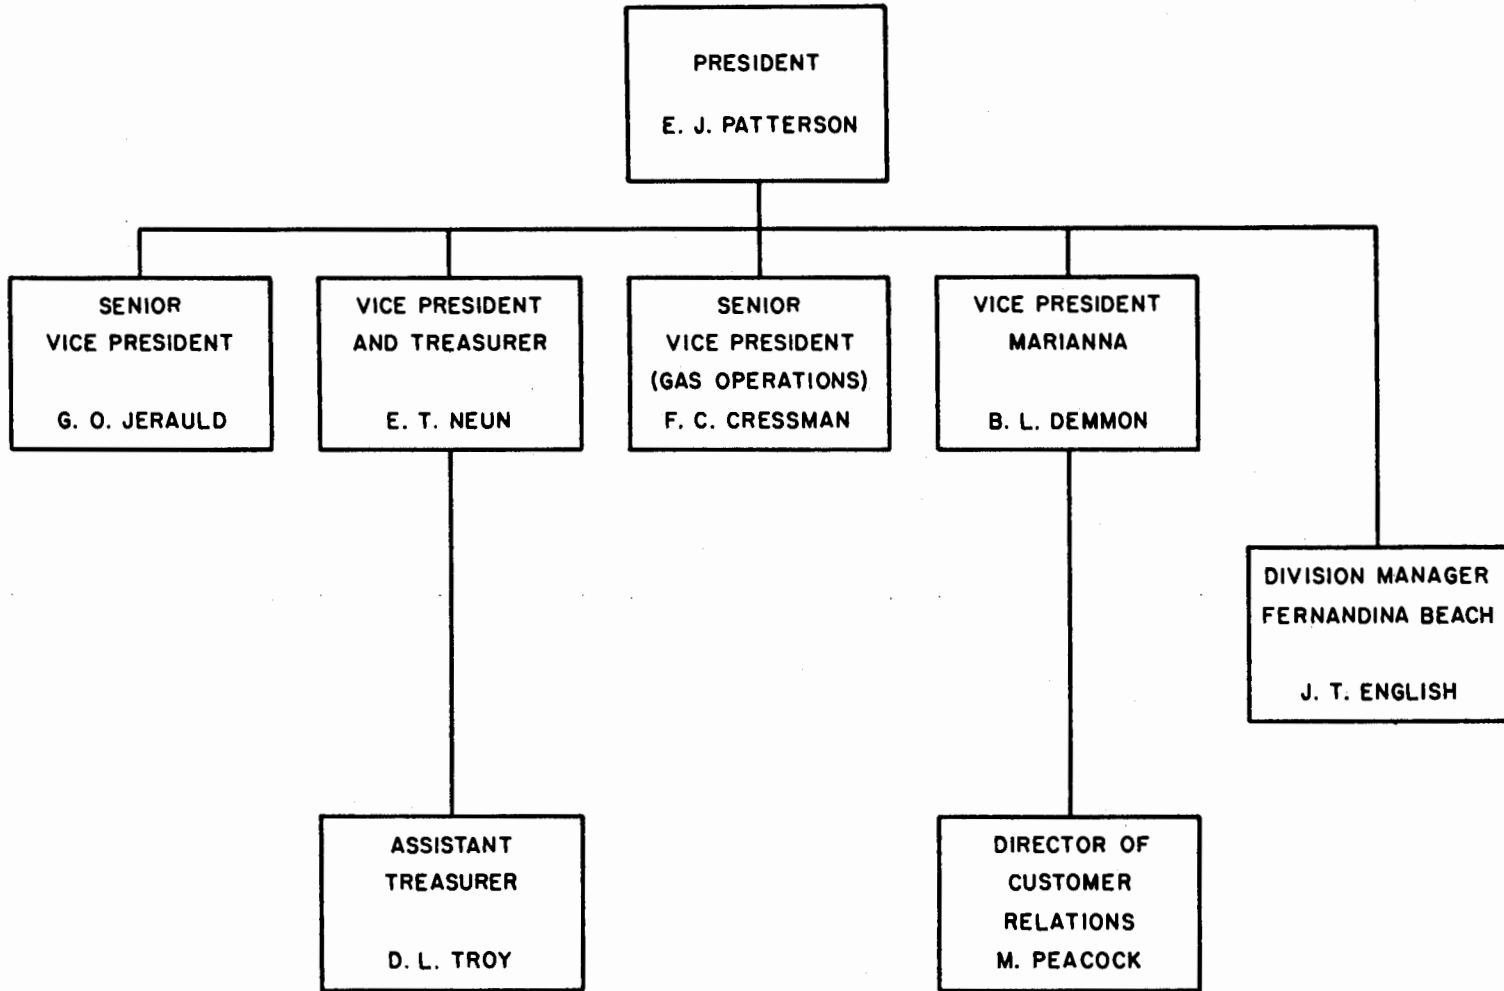 PRESIDENT
E. J. PATTERSON
SENIOR
VICE PRESIDENT
G. O. JERAULD
VICE PRESIDENT
AND TREASURER
E. T. NEUN
SENIOR
VICE PRESIDENT
(GAS OPERATIONS)
F. C. CRESSMAN
VICE PRESIDENT
MARIANNA
B. L. DEMMON
DIVISION MANAGER
FERNANDINA BEACH
J. T. ENGLISH
ASSISTANT
TREASURER
D. L. TROY
DIRECTOR OF
CUSTOMER
RELATIONS
M. PEACOCK